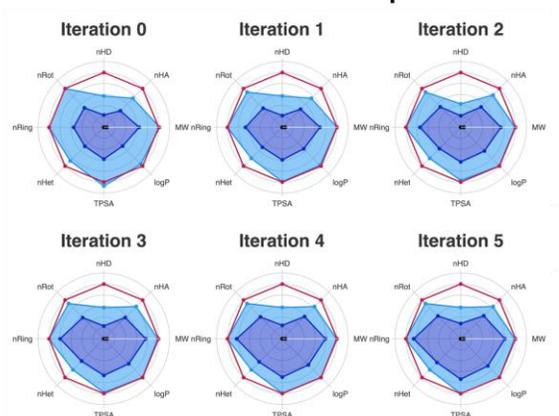 Iteration 0 Iteration 1 Iteration 2
nHD nHD nHD
nRot nHA nRot nHA nRot nHA
nRing MW nRing MW nRing MW
nHet logP nHet logP nHet logP
TPSA TPSA TPSA
Iteration 3 Iteration 4 Iteration 5
nHD nHD nHD
nRot nHA nRot nHA nRot nHA
nRing MW nRing MW nRing MW
nHet logP nHet logP nHet logP
TPSA TPSA TPSA